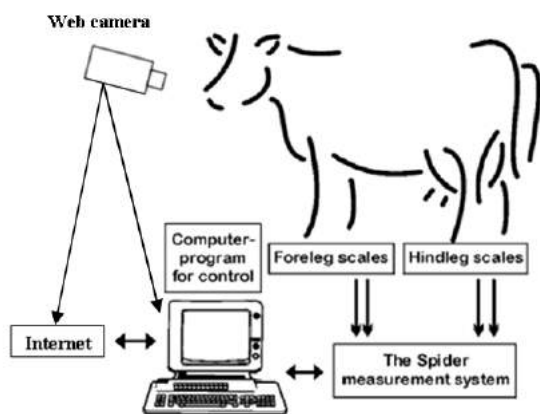 Web camera
Computer-
program
for control
Foreleg scales
Hindleg scales
Internet
The Spider
measurement system